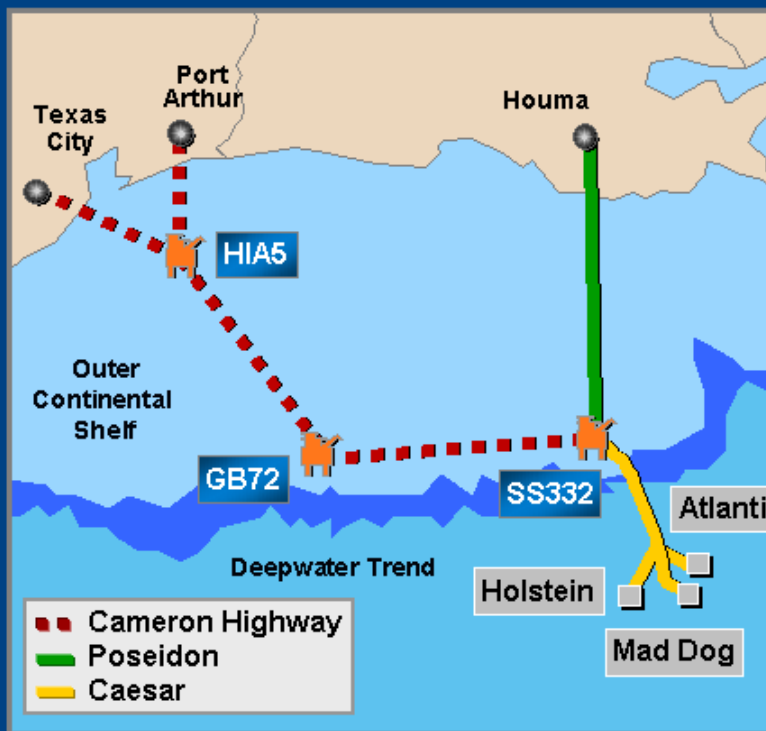 Port
Arthur
Houma
Texas
City
HIA5
Outer
Continental
Shelf
GB72
SS332
Atlanti
Deepwater Trend
Holstein
Mad Dog
Cameron Highway
Poseidon
Caesar